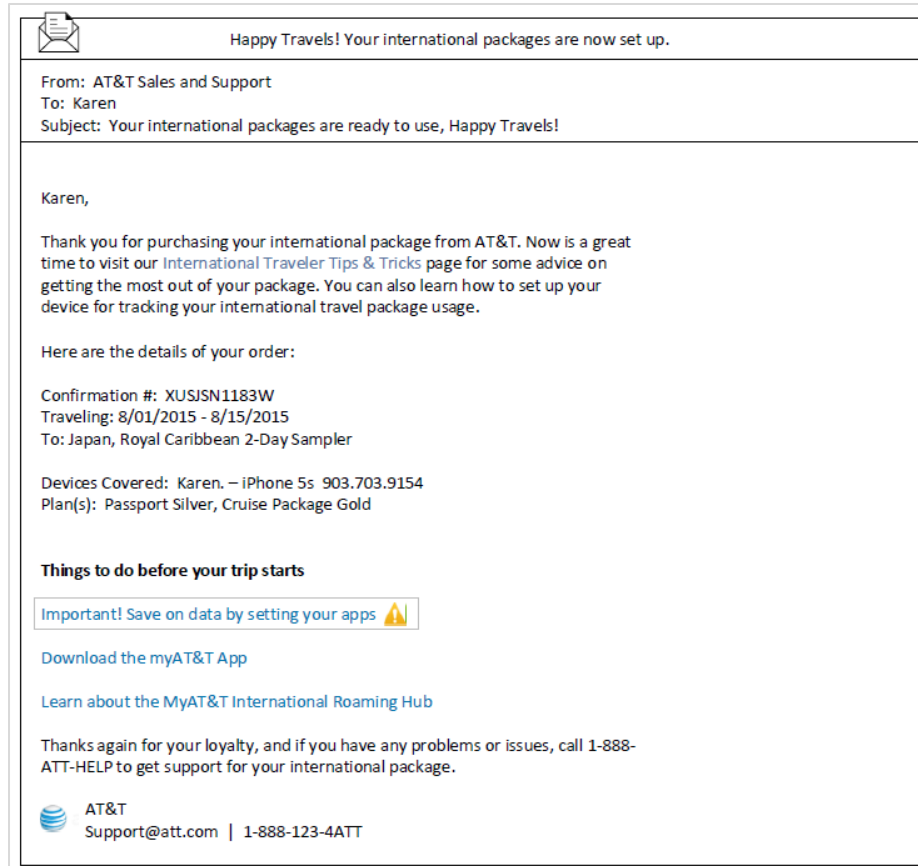 Happy Travels! Your international packages are now set up.
From: AT&T Sales and Support
To: Karen
Subject: Your international packages are ready to use, Happy Travels!
Karen,
Thank you for purchasing your international package from AT&T. Now is a great
time to visit our International Traveler Tips & Tricks page for some advice on
getting the most out of your package. You can also learn how to set up your
device for tracking your international travel package usage.
Here are the details of your order:
Confirmation #: XUSJSN1183W
Traveling: 8/01/2015 - 8/15/2015
To: Japan, Royal Caribbean 2-Day Sampler
Devices Covered: Karen. – iPhone 5s 903.703.9154
Plan(s): Passport Silver, Cruise Package Gold
Things to do before your trip starts
Important! Save on data by setting your apps
Download the myAT&T App
Learn about the MyAT&T International Roaming Hub
Thanks again for your loyalty, and if you have any problems or issues, call 1-888-
ATT-HELP to get support for your international package.
AT&T
Support@att.com | 1-888-123-4ATT